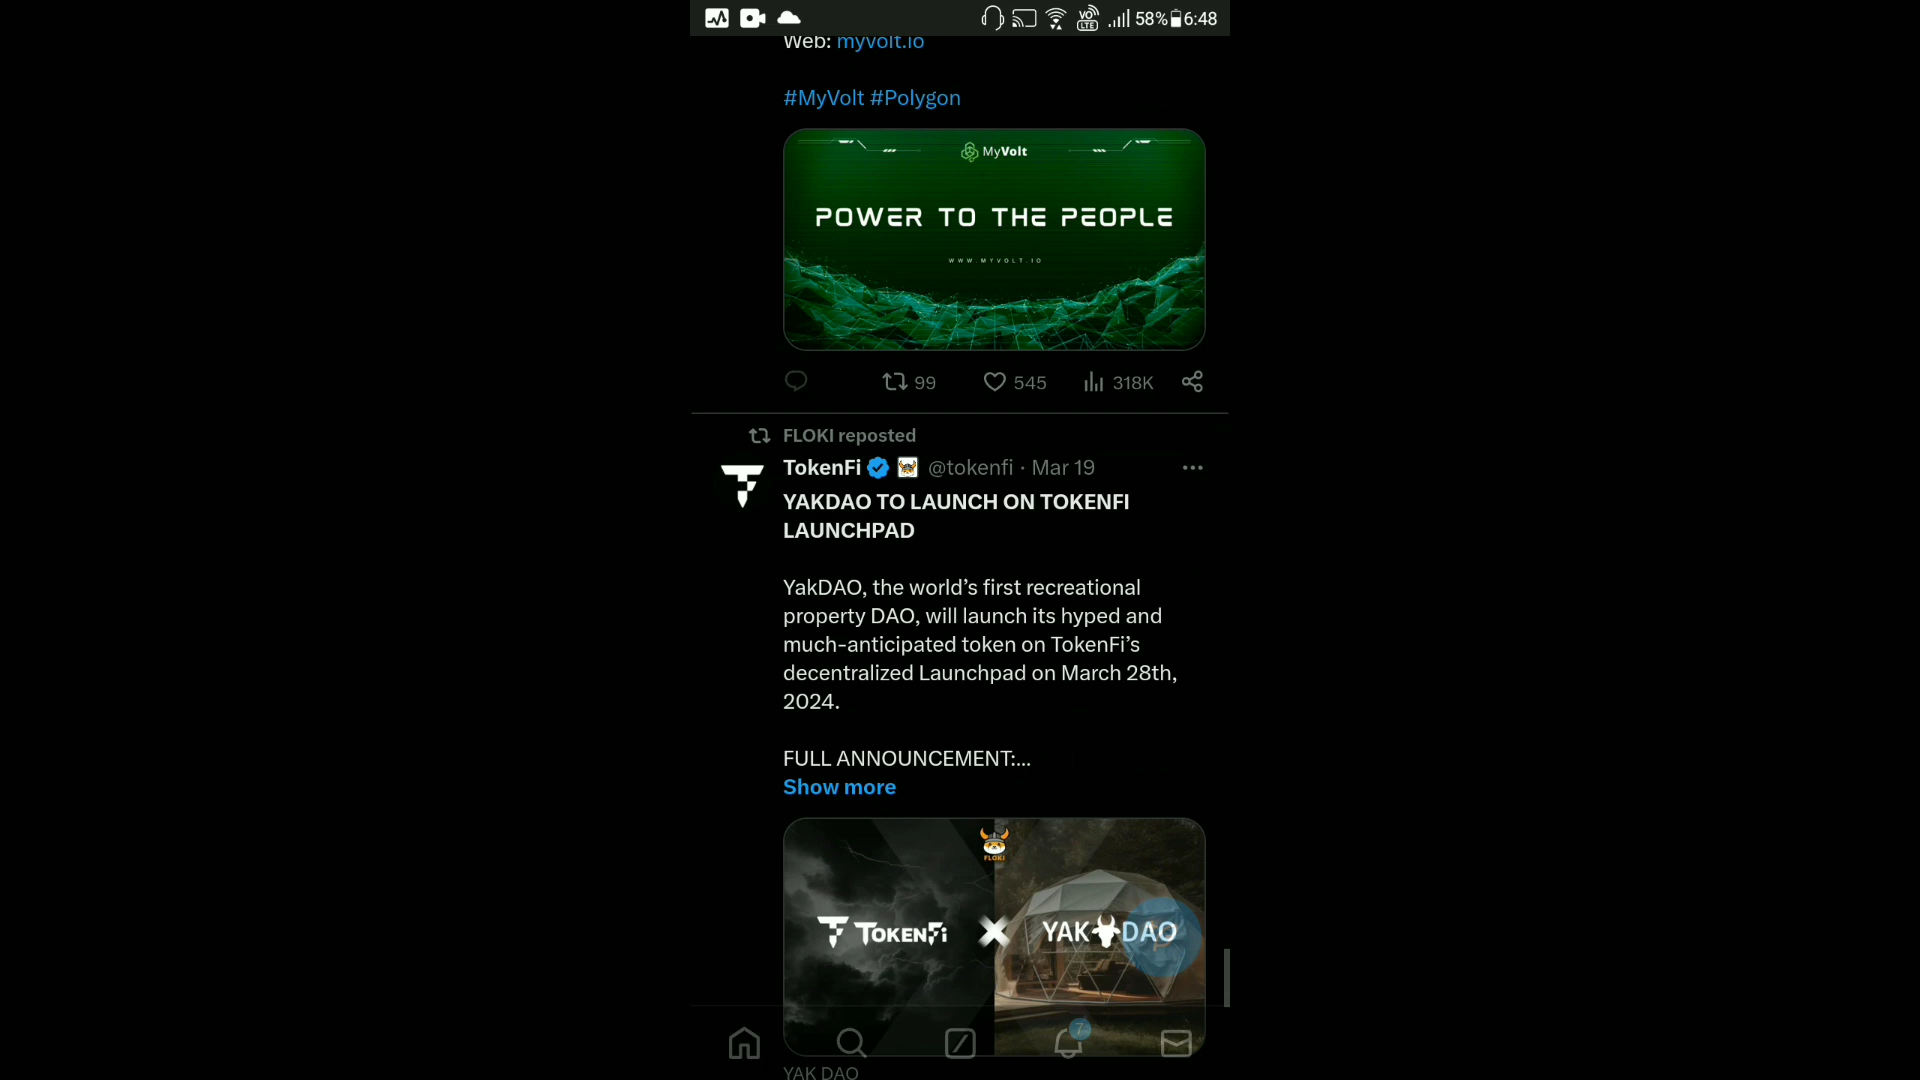 VO LTE 58% 6:48
Web: myvolt.io
#MyVolt #Polygon
MyVolt
POWER TO THE PEOPLE
WWW.MYVOLT.IO
99 545 318K
FLOKI reposted
TokenFi @tokenfi · Mar 19
YAKDAO TO LAUNCH ON TOKENFI
LAUNCHPAD
YakDAO, the world’s first recreational
property DAO, will launch its hyped and
much-anticipated token on TokenFi’s
decentralized Launchpad on March 28th,
2024.
FULL ANNOUNCEMENT:...
Show more
FLOKI
TOKENFi X YAK DAO
7
YAK DAO